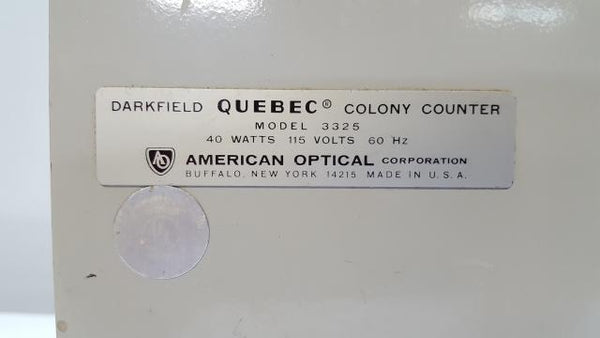 DARKFIELD QUEBEC® COLONY COUNTER
MODEL 3325
40 WATTS 115 VOLTS 60 Hz
AO AMERICAN OPTICAL CORPORATION
BUFFALO, NEW YORK 14215 MADE IN U.S.A.